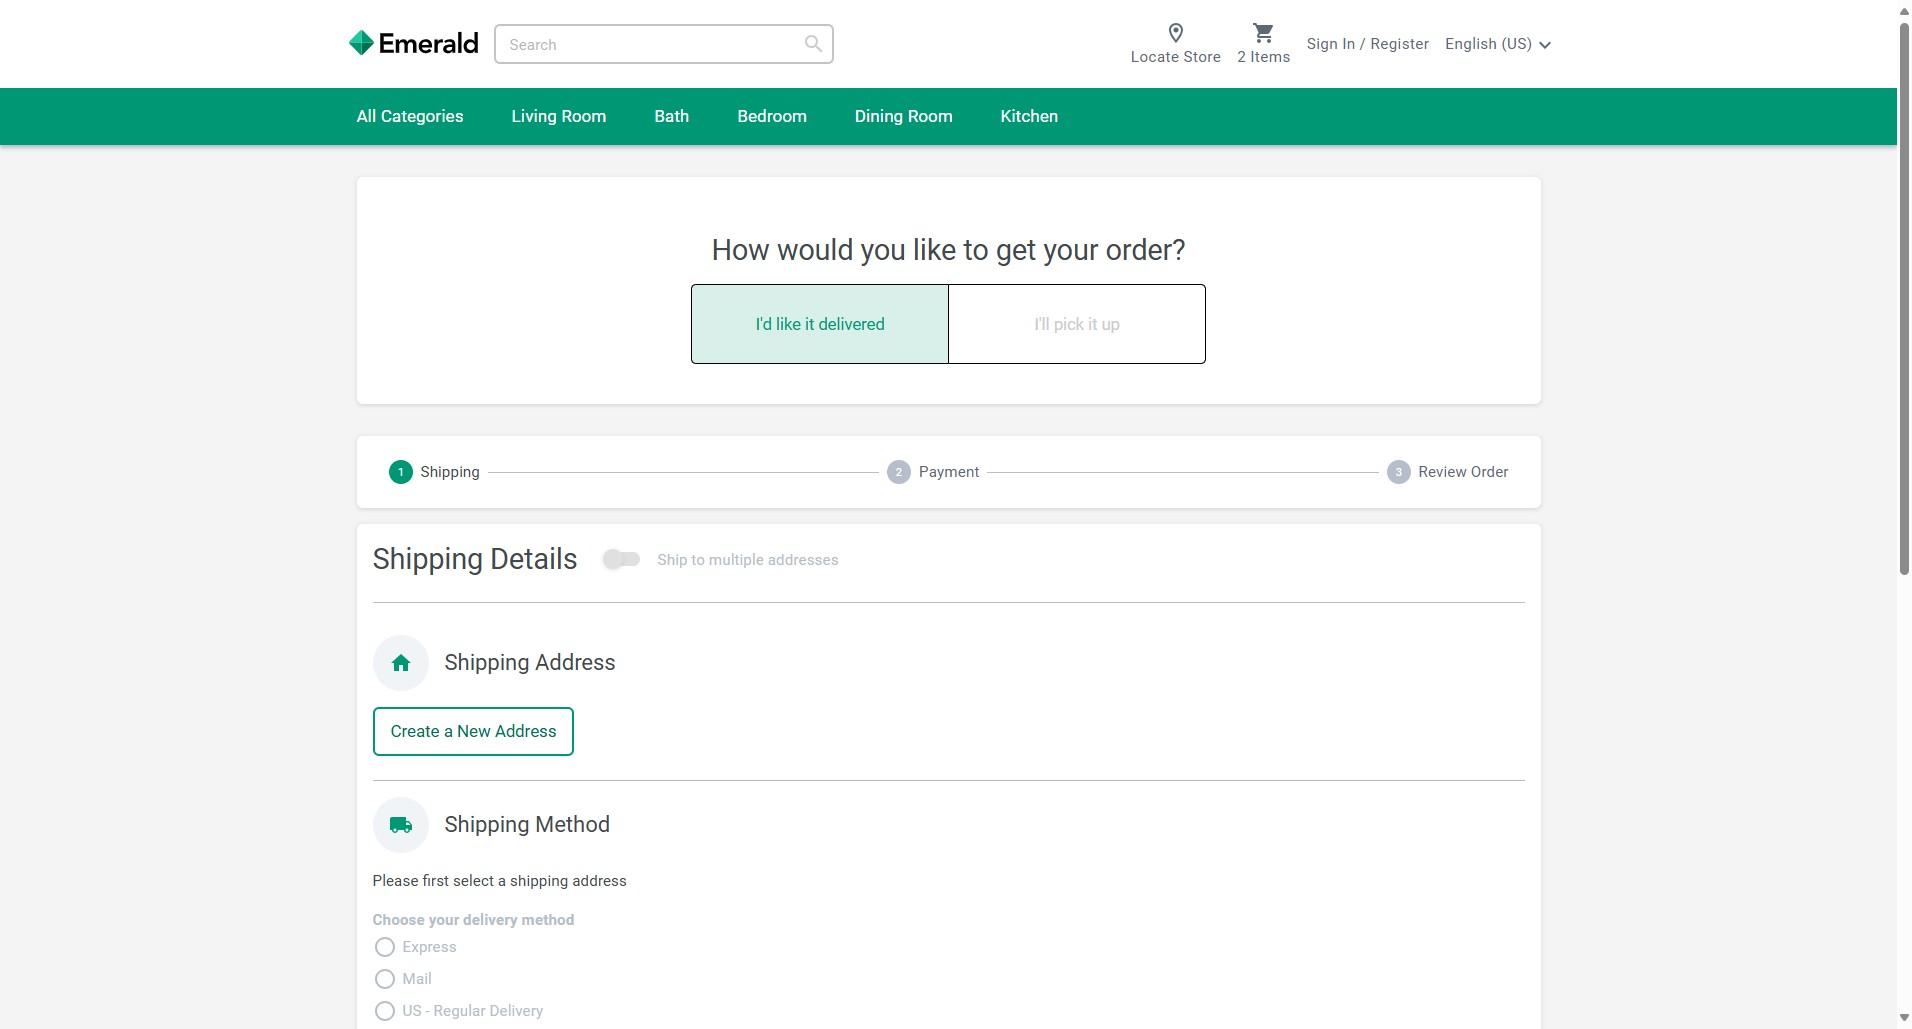 Emerald
Search
Locate Store
2 Items
Sign In / Register
English (US)
All Categories
Living Room
Bath
Bedroom
Dining Room
Kitchen
How would you like to get your order?
I'd like it delivered
I'll pick it up
1 Shipping
2 Payment
3 Review Order
Shipping Details
Ship to multiple addresses
Shipping Address
Create a New Address
Shipping Method
Please first select a shipping address
Choose your delivery method
Express
Mail
US - Regular Delivery